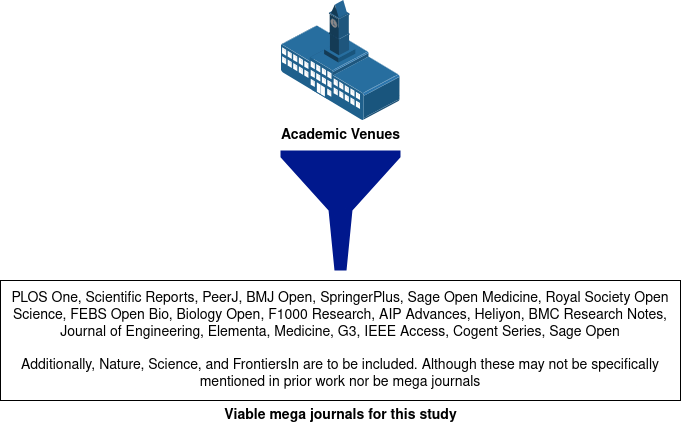 Academic Venues
PLOS One, Scientific Reports, PeerJ, BMJ Open, SpringerPlus, Sage Open Medicine, Royal Society Open
Science, FEBS Open Bio, Biology Open, F1000 Research, AIP Advances, Heliyon, BMC Research Notes,
Journal of Engineering, Elementa, Medicine, G3, IEEE Access, Cogent Series, Sage Open
Additionally, Nature, Science, and FrontiersIn are to be included. Although these may not be specifically
mentioned in prior work nor be mega journals
Viable mega journals for this study